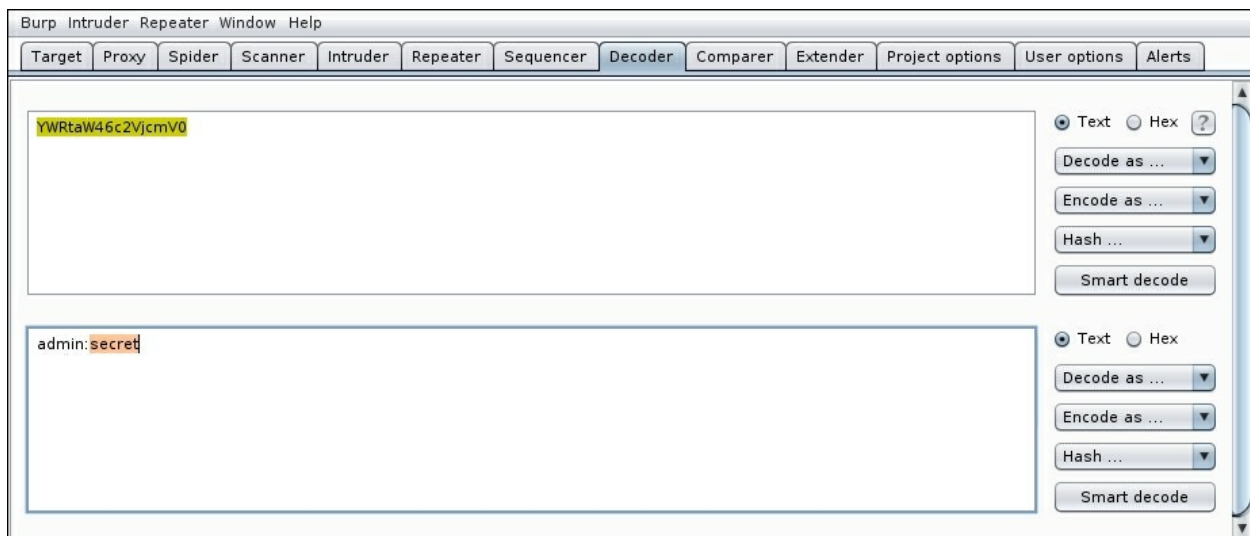 Burp Intruder Repeater Window Help
Target Proxy Spider Scanner Intruder Repeater Sequencer Decoder Comparer Extender Project options User options Alerts
YWRtaW46c2VjcmV0
Text Hex ?
Decode as ...
Encode as ...
Hash ...
Smart decode
admin:secret
Text Hex
Decode as ...
Encode as ...
Hash ...
Smart decode